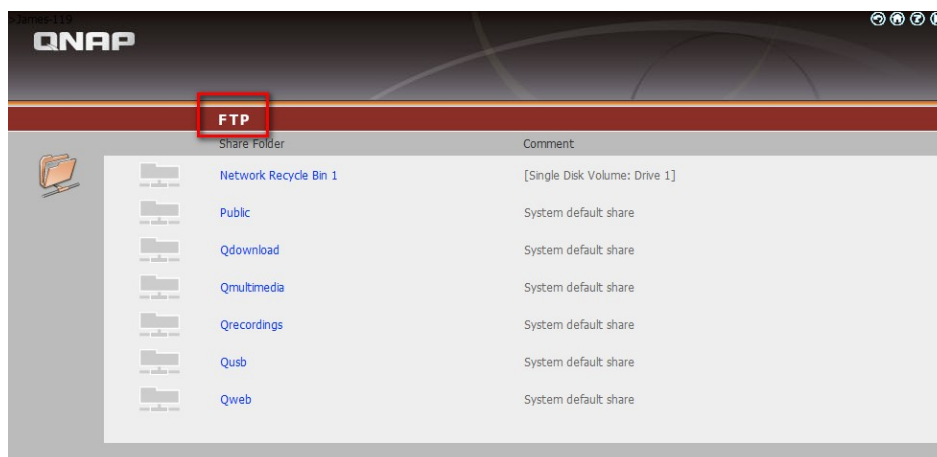 >James-119
QNAP
FTP
Share Folder Comment
Network Recycle Bin 1 [Single Disk Volume: Drive 1]
Public System default share
Qdownload System default share
Qmultimedia System default share
Qrecordings System default share
Qusb System default share
Qweb System default share